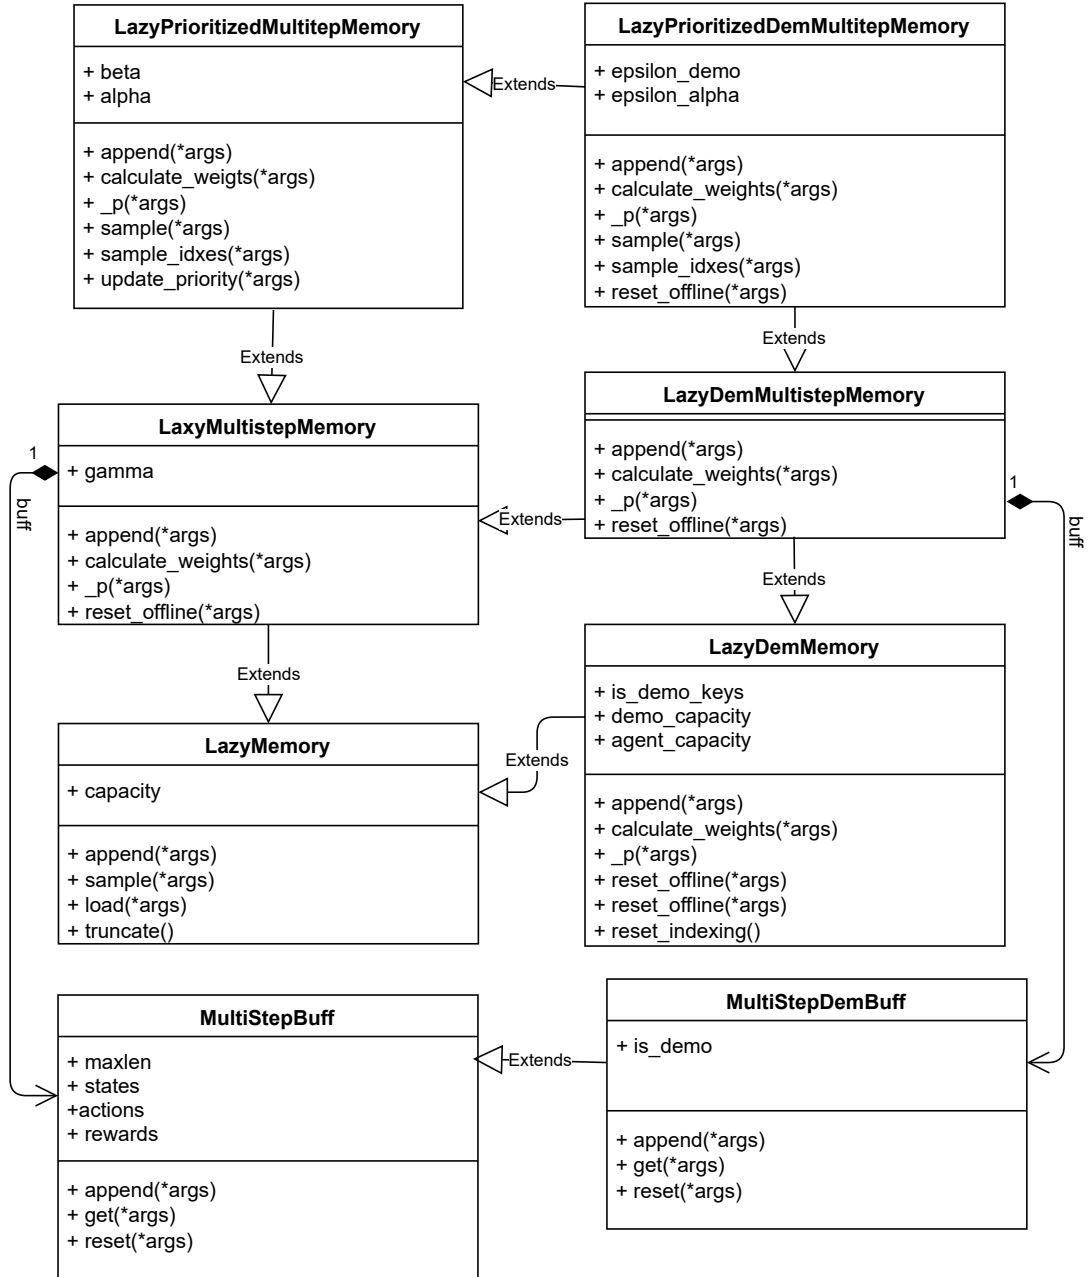 LazyPrioritizedMultitepMemory
+ beta
+ alpha
+ append(*args)
+ calculate_weigts(*args)
+ _p(*args)
+ sample(*args)
+ sample_idxes(*args)
+ update_priority(*args)
Extends
LazyPrioritizedDemMultitepMemory
+ epsilon_demo
+ epsilon_alpha
+ append(*args)
+ calculate_weights(*args)
+ _p(*args)
+ sample(*args)
+ sample_idxes(*args)
+ reset_offline(*args)
Extends
Extends
LaxyMultistepMemory
+ gamma
+ append(*args)
+ calculate_weights(*args)
+ _p(*args)
+ reset_offline(*args)
1
buff
Extends
LazyDemMultistepMemory
+ append(*args)
+ calculate_weights(*args)
+ _p(*args)
+ reset_offline(*args)
1
buff
Extends
Extends
LazyMemory
+ capacity
+ append(*args)
+ sample(*args)
+ load(*args)
+ truncate()
Extends
LazyDemMemory
+ is_demo_keys
+ demo_capacity
+ agent_capacity
+ append(*args)
+ calculate_weights(*args)
+ _p(*args)
+ reset_offline(*args)
+ reset_offline(*args)
+ reset_indexing()
MultiStepBuff
+ maxlen
+ states
+actions
+ rewards
+ append(*args)
+ get(*args)
+ reset(*args)
Extends
MultiStepDemBuff
+ is_demo
+ append(*args)
+ get(*args)
+ reset(*args)